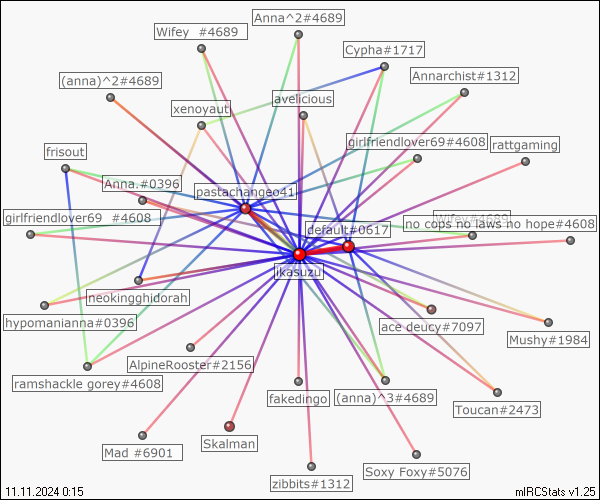 Anna^2#4689
Wifey #4689
Cypha#1717
Annarchist#1312
(anna)^2#4689
avelicious
xenoyaut
girlfriendlover69#4608
rattgaming
frisout
Anna.#0396
pastachangeo41
girlfriendlover69 #4608
Wifey#4689
no cops no laws no hope#4608
default#0617
ikasuzu
neokingghidorah
hypomanianna#0396
ace deucy#7097
Mushy#1984
AlpineRooster#2156
ramshackle gorey#4608
fakedingo
(anna)^3#4689
Toucan#2473
Mad #6901
Skalman
Soxy Foxy#5076
zibbits#1312
11.11.2024 0:15
mIRCStats v1.25